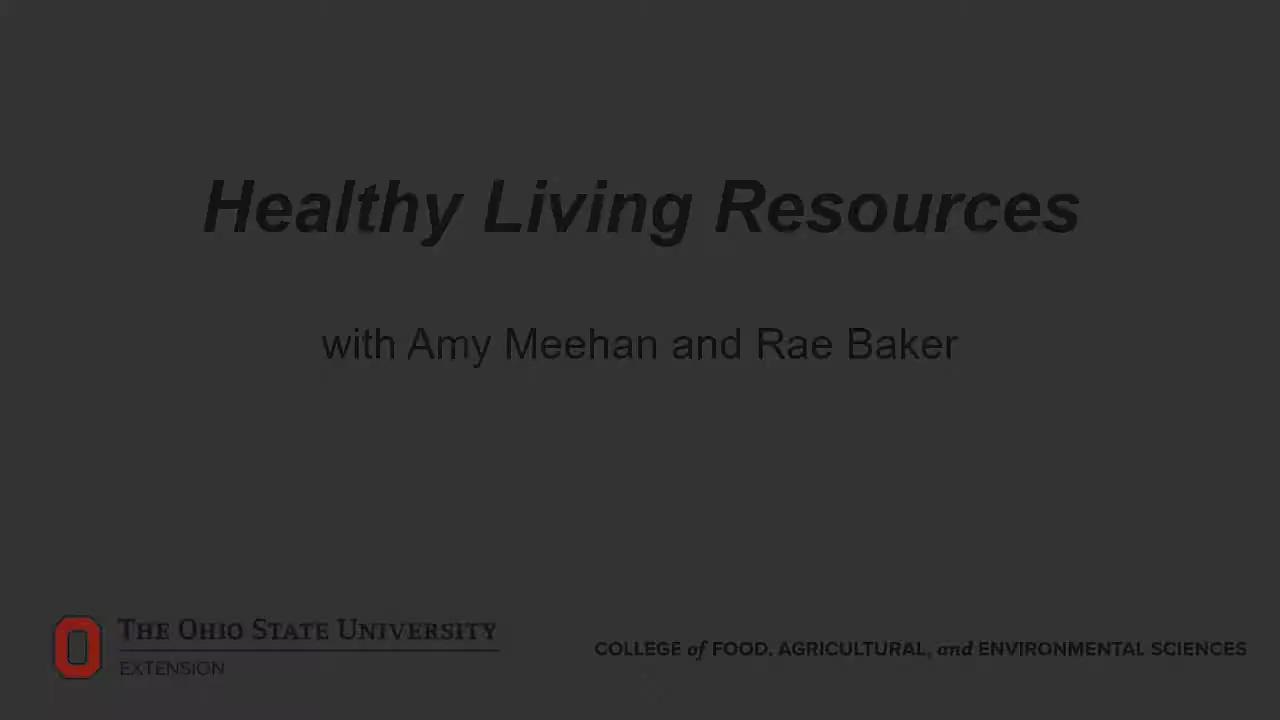 Healthy Living Resources
with Amy Meehan and Rae Baker
THE OHIO STATE UNIVERSITY
EXTENSION
COLLEGE of FOOD, AGRICULTURAL, and ENVIRONMENTAL SCIENCES